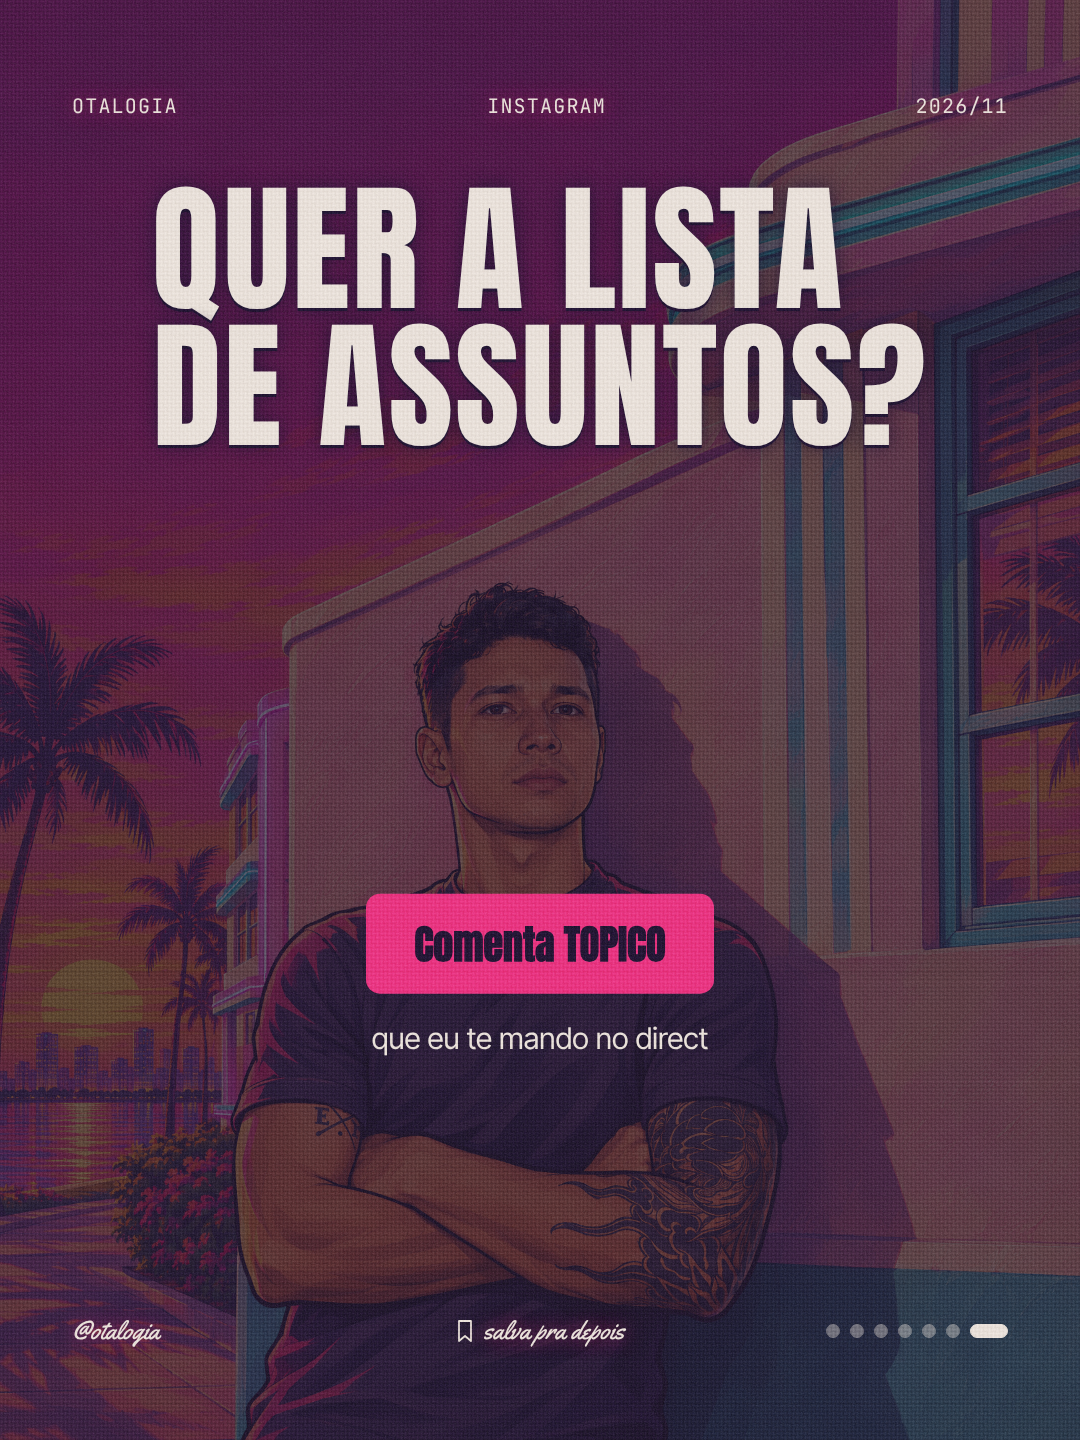 OTALOGIA
INSTAGRAM
2026/11
QUER A LISTA
DE ASSUNTOS?
Comenta TOPICO
que eu te mando no direct
E
@otalogia
salva pra depois